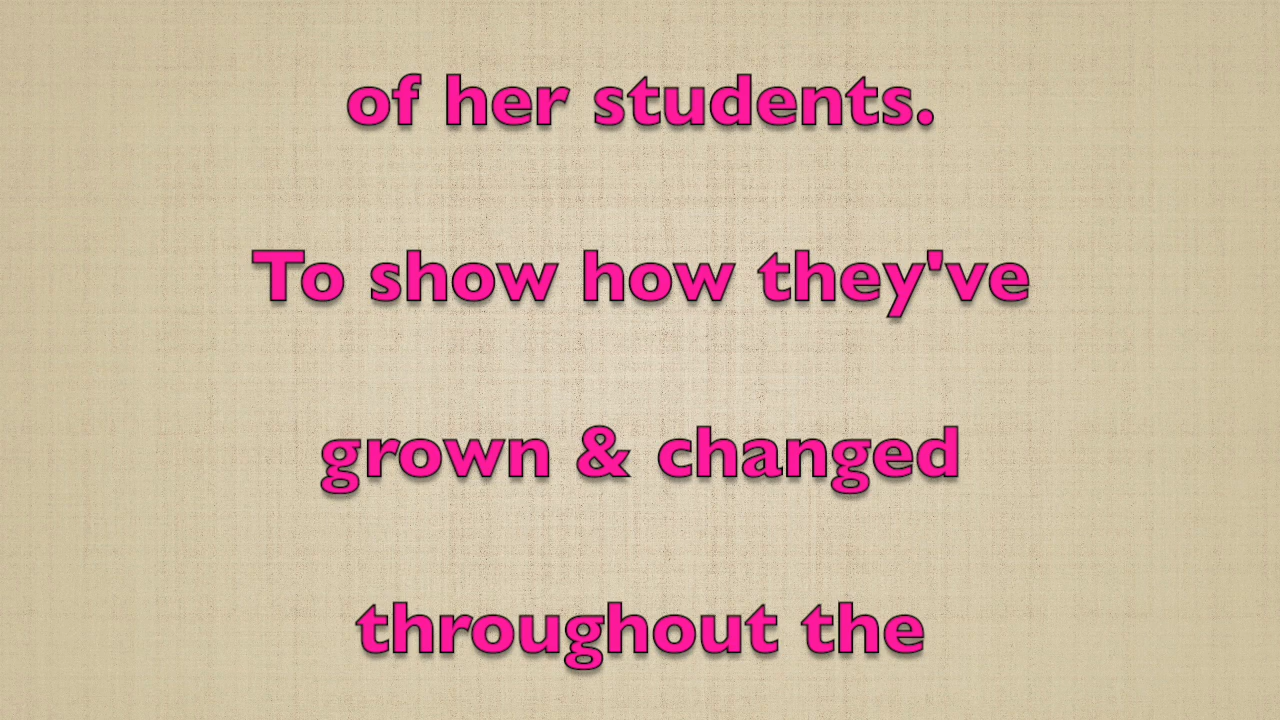 of her students.
To show how they've
grown & changed
throughout the